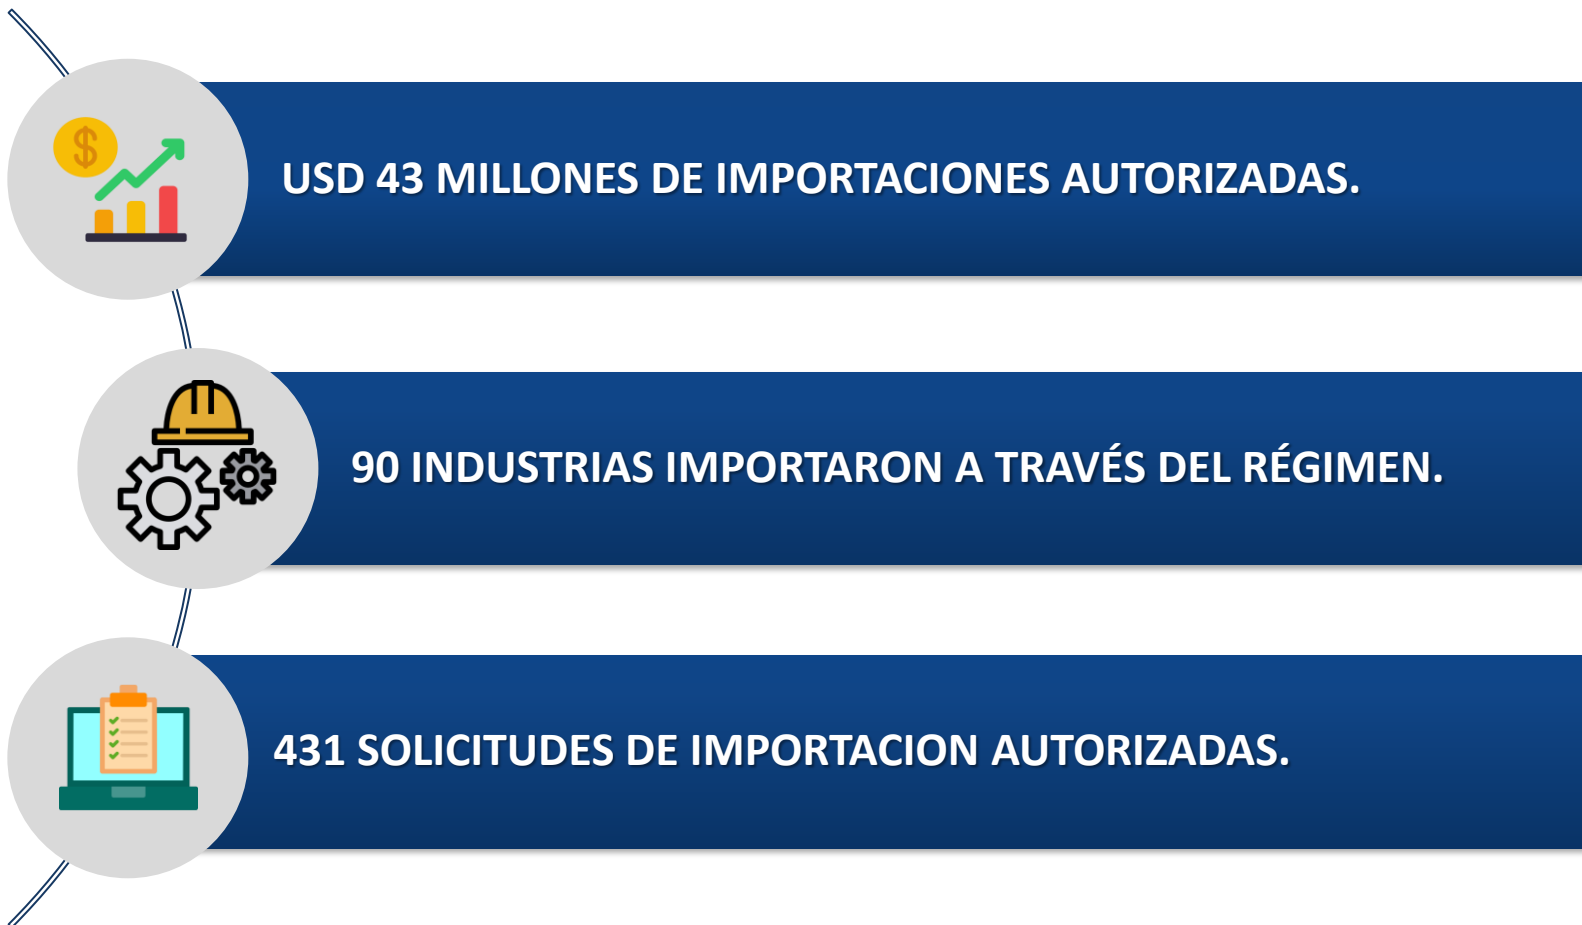 USD 43 MILLONES DE IMPORTACIONES AUTORIZADAS.
90 INDUSTRIAS IMPORTARON A TRAVÉS DEL RÉGIMEN.
431 SOLICITUDES DE IMPORTACION AUTORIZADAS.